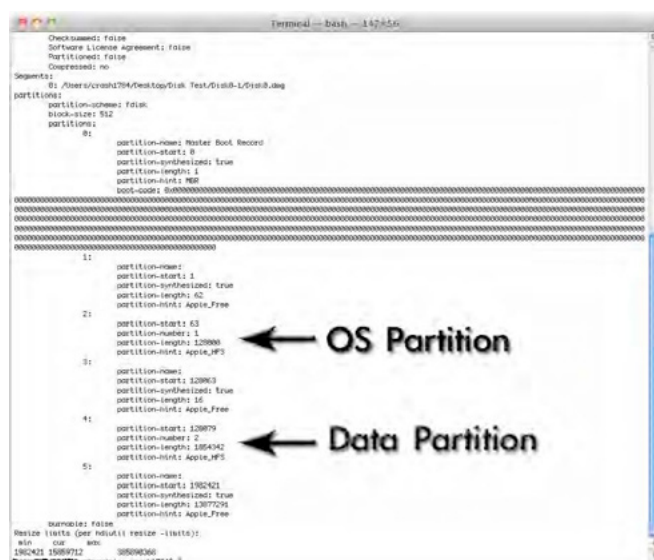 Terminal — bash — 147×56
Checksummed: false
Software License Agreement: false
Partitioned: false
Compressed: no
Segments:
0: /Users/crash1784/Desktop/Disk Test/Disk0-1/Disk0.dmg
partitions:
partition-scheme: fdisk
block-size: 512
partitions:
0:
partition-name: Master Boot Record
partition-start: 0
partition-synthesized: true
partition-length: 1
partition-hint: MBR
1:
partition-name:
partition-start: 1
partition-synthesized: true
partition-length: 62
partition-hint: Apple_Free
2:
partition-start: 63
partition-number: 1
partition-length: 128000
partition-hint: Apple_HFS
OS Partition
3:
partition-name:
partition-start: 128063
partition-synthesized: true
partition-length: 16
partition-hint: Apple_Free
4:
partition-start: 128079
partition-number: 2
partition-length: 1854342
partition-hint: Apple_HFS
Data Partition
5:
partition-name:
partition-start: 1982421
partition-synthesized: true
partition-length: 13877291
partition-hint: Apple_Free
burnable: false
Resize limits (per hdiutil resize -limits):
min cur max
1982421 15859712